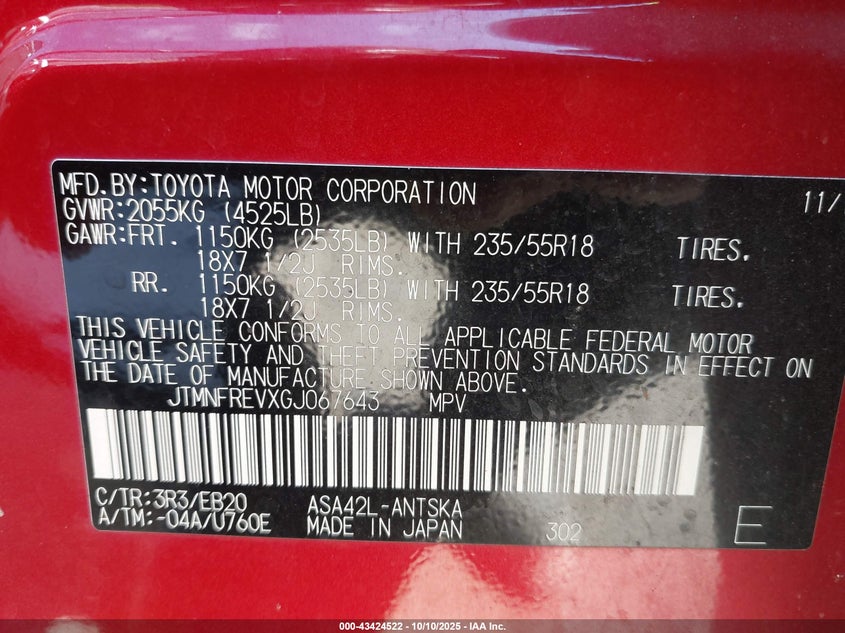 MFD.BY:TOYOTA MOTOR CORPORATION 11/
GVWR:2055KG (4525LB)
GAWR:FRT. 1150KG (2535LB) WITH 235/55R18 TIRES.
18X7 1/2J RIMS.
RR. 1150KG (2535LB) WITH 235/55R18 TIRES.
18X7 1/2J RIMS.
THIS VEHICLE CONFORMS TO ALL APPLICABLE FEDERAL MOTOR
VEHICLE SAFETY AND THEFT PREVENTION STANDARDS IN EFFECT ON
THE DATE OF MANUFACTURE SHOWN ABOVE.
JTMNFREVXGJ067643 MPV
C/TR:3R3/EB20 ASA42L-ANTSKA
A/TM:-04A/U760E MADE IN JAPAN 302 E
000-43424522 - 10/10/2025 - IAA Inc.